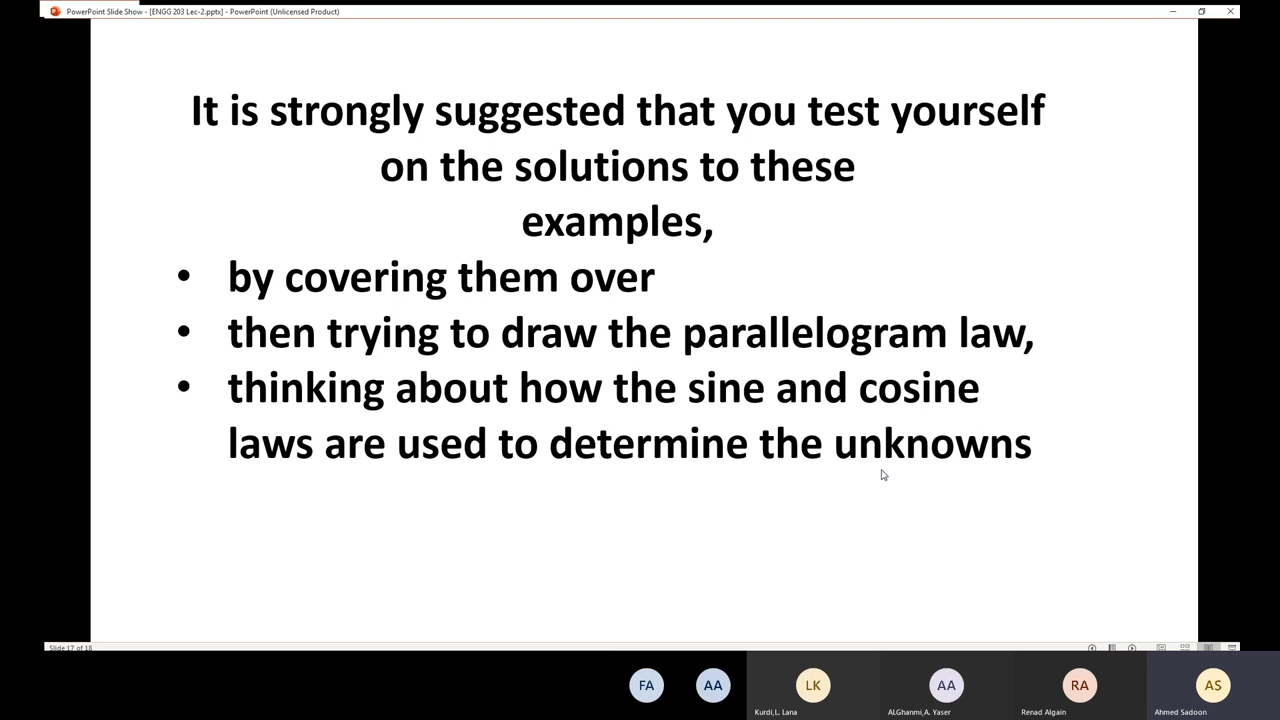 PowerPoint Slide Show - [ENGG 203 Lec-2.pptx] - PowerPoint (Unlicensed Product)
It is strongly suggested that you test yourself
on the solutions to these
examples,
• by covering them over
• then trying to draw the parallelogram law,
• thinking about how the sine and cosine
laws are used to determine the unknowns
Slide 17 of 18
FA
AA
LK
AA
RA
AS
Kurdi,L. Lana
ALGhanmi,A. Yaser
Renad Algain
Ahmed Sadoon